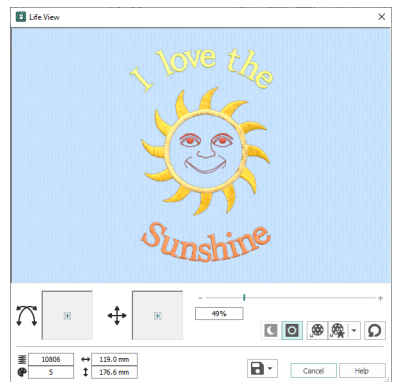 Life View
I love the
Sunshine
49%
10806
119.0 mm
5
176.6 mm
Cancel
Help